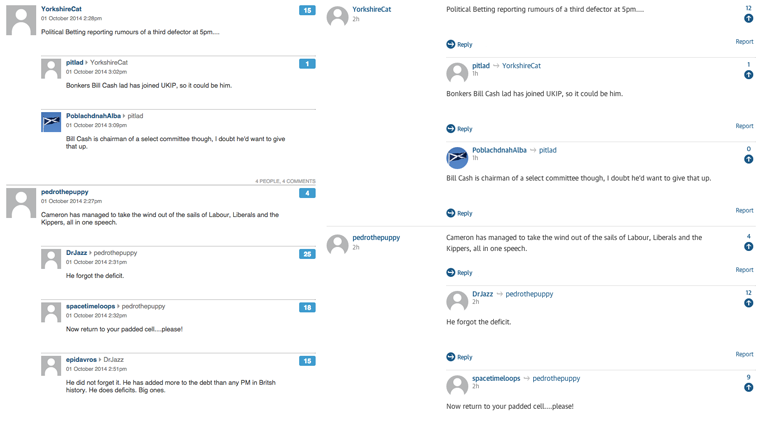 YorkshireCat
15
01 October 2014 2:28pm
Political Betting reporting rumours of a third defector at 5pm....
pitlad YorkshireCat
1
01 October 2014 3:02pm
Bonkers Bill Cash lad has joined UKIP, so it could be him.
PoblachdnahAlba pitlad
01 October 2014 3:09pm
Bill Cash is chairman of a select committee though, I doubt he'd want to give
that up.
4 PEOPLE, 4 COMMENTS
pedrothepuppy
4
01 October 2014 2:27pm
Cameron has managed to take the wind out of the sails of Labour, Liberals and the
Kippers, all in one speech.
DrJazz pedrothepuppy
25
01 October 2014 2:31pm
He forgot the deficit.
spacetimeloops pedrothepuppy
18
01 October 2014 2:32pm
Now return to your padded cell....please!
epidavros DrJazz
15
01 October 2014 2:51pm
He did not forget it. He has added more to the debt than any PM in Britsh
history. He does deficits. Big ones.
YorkshireCat
2h
Political Betting reporting rumours of a third defector at 5pm....
12
Reply
Report
pitlad → YorkshireCat
1h
1
Bonkers Bill Cash lad has joined UKIP, so it could be him.
Reply
Report
PoblachdnahAlba → pitlad
1h
0
Bill Cash is chairman of a select committee though, I doubt he'd want to give that up.
Reply
Report
pedrothepuppy
2h
Cameron has managed to take the wind out of the sails of Labour, Liberals and the
Kippers, all in one speech.
4
Reply
Report
DrJazz → pedrothepuppy
2h
12
He forgot the deficit.
Reply
Report
spacetimeloops → pedrothepuppy
2h
9
Now return to your padded cell....please!